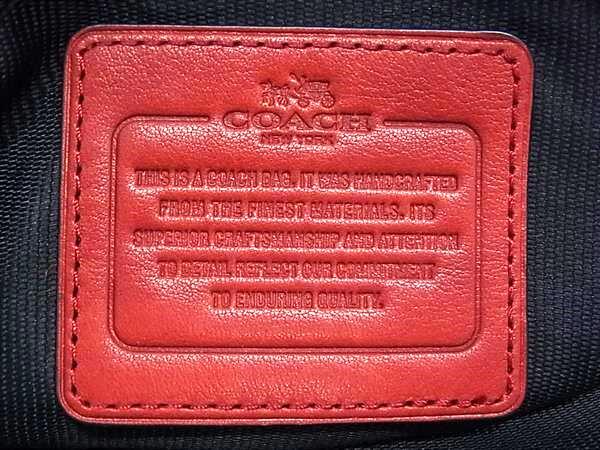 COACH
NEW YORK
THIS IS A COACH BAG. IT WAS HANDCRAFTED
FROM THE FINEST MATERIALS. ITS
SUPERIOR CRAFTSMANSHIP AND ATTENTION
TO DETAIL REFLECT OUR COMMITMENT
TO ENDURING QUALITY.